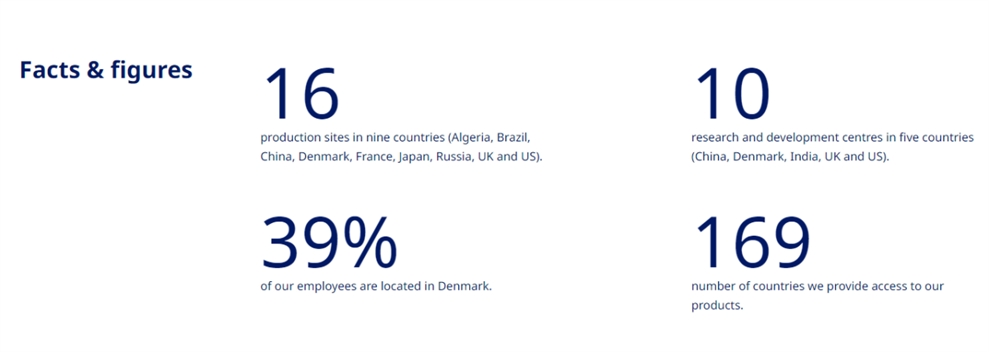 Facts & figures
16
production sites in nine countries (Algeria, Brazil,
China, Denmark, France, Japan, Russia, UK and US).
10
research and development centres in five countries
(China, Denmark, India, UK and US).
39%
of our employees are located in Denmark.
169
number of countries we provide access to our
products.